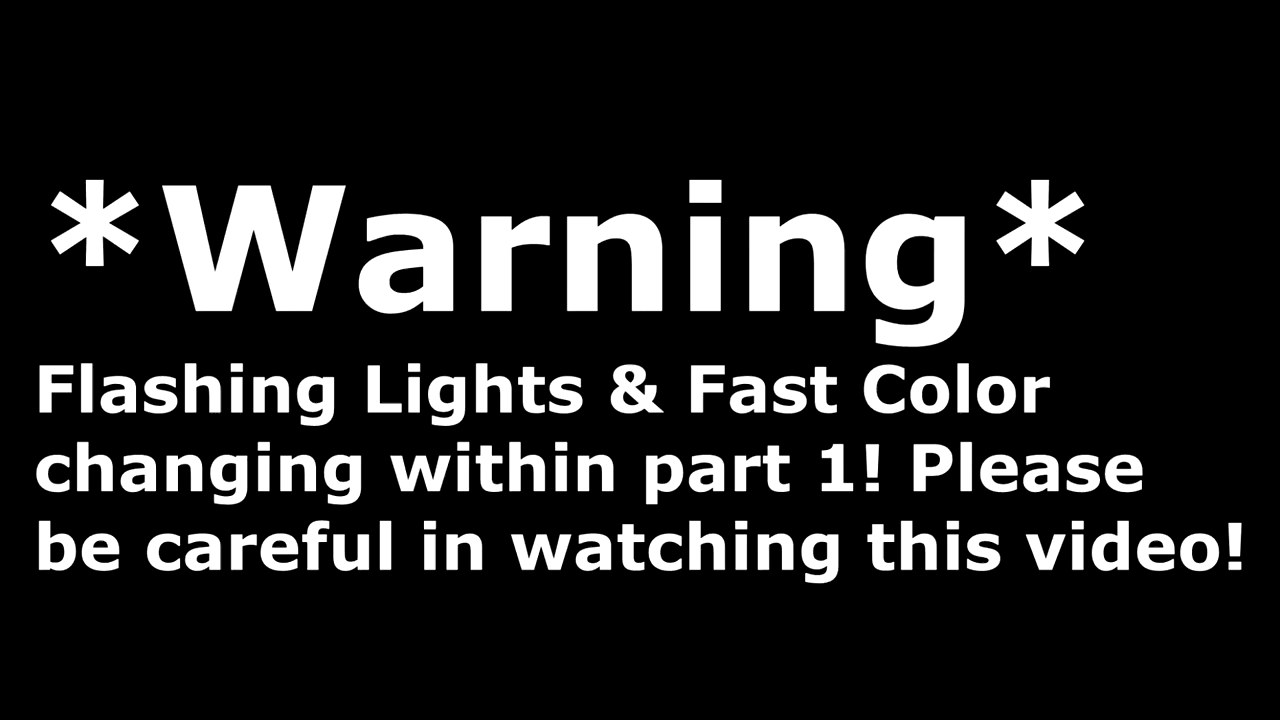 *Warning*
Flashing Lights & Fast Color
changing within part 1! Please
be careful in watching this video!